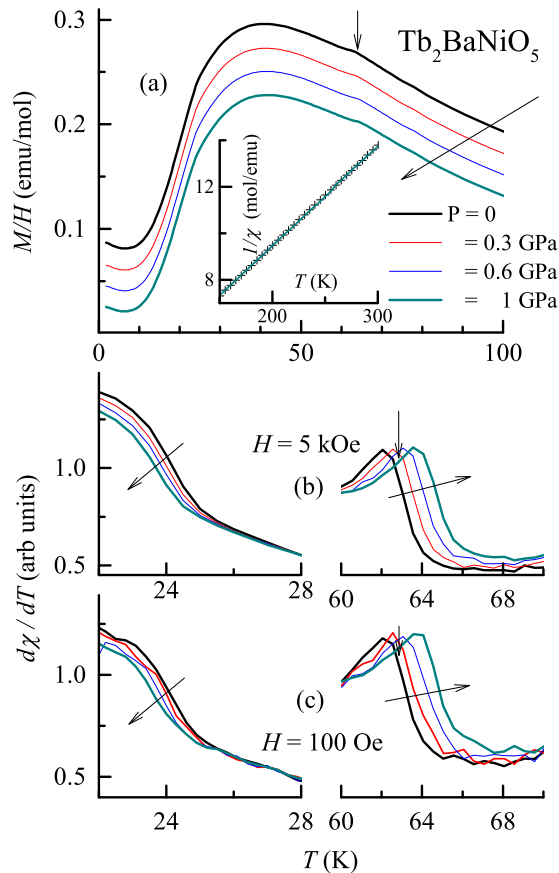 Tb₂BaNiO₅
(a)
M/H (emu/mol)
0.3
0.2
0.1
0
50
100
1/χ (mol/emu)
12
8
200
300
T (K)
P = 0
= 0.3 GPa
= 0.6 GPa
= 1 GPa
dχ / dT (arb units)
1.0
0.5
H = 5 kOe
(b)
24
28
60
64
68
1.0
0.5
(c)
H = 100 Oe
24
28
60
64
68
T (K)